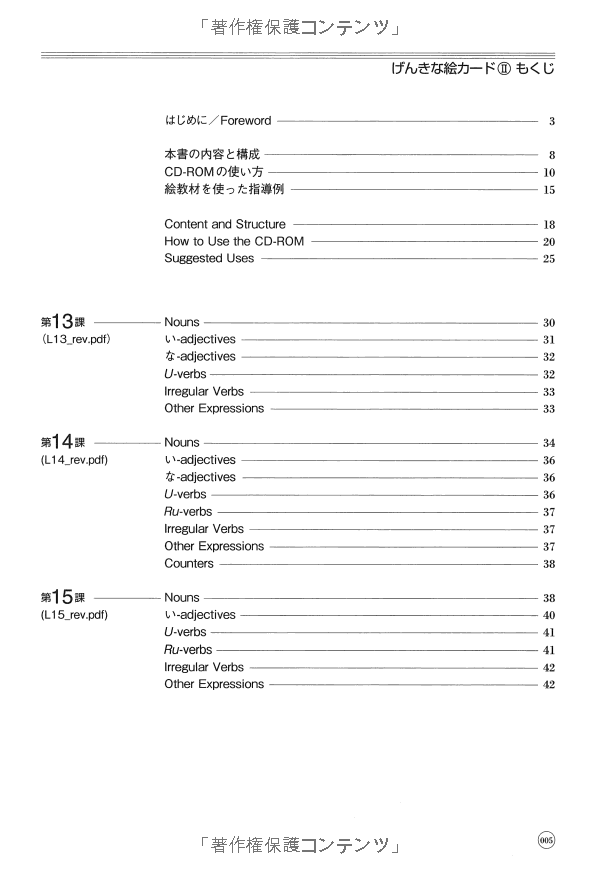 「著作権保護コンテンツ」
げんきな絵カードⅡ もくじ
はじめに／Foreword 3
本書の内容と構成 8
CD-ROMの使い方 10
絵教材を使った指導例 15
Content and Structure 18
How to Use the CD-ROM 20
Suggested Uses 25
第13課 Nouns 30
(L13_rev.pdf) い-adjectives 31
な-adjectives 32
U-verbs 32
Irregular Verbs 33
Other Expressions 33
第14課 Nouns 34
(L14_rev.pdf) い-adjectives 36
な-adjectives 36
U-verbs 36
Ru-verbs 37
Irregular Verbs 37
Other Expressions 37
Counters 38
第15課 Nouns 38
(L15_rev.pdf) い-adjectives 40
U-verbs 41
Ru-verbs 41
Irregular Verbs 42
Other Expressions 42
005
「著作権保護コンテンツ」